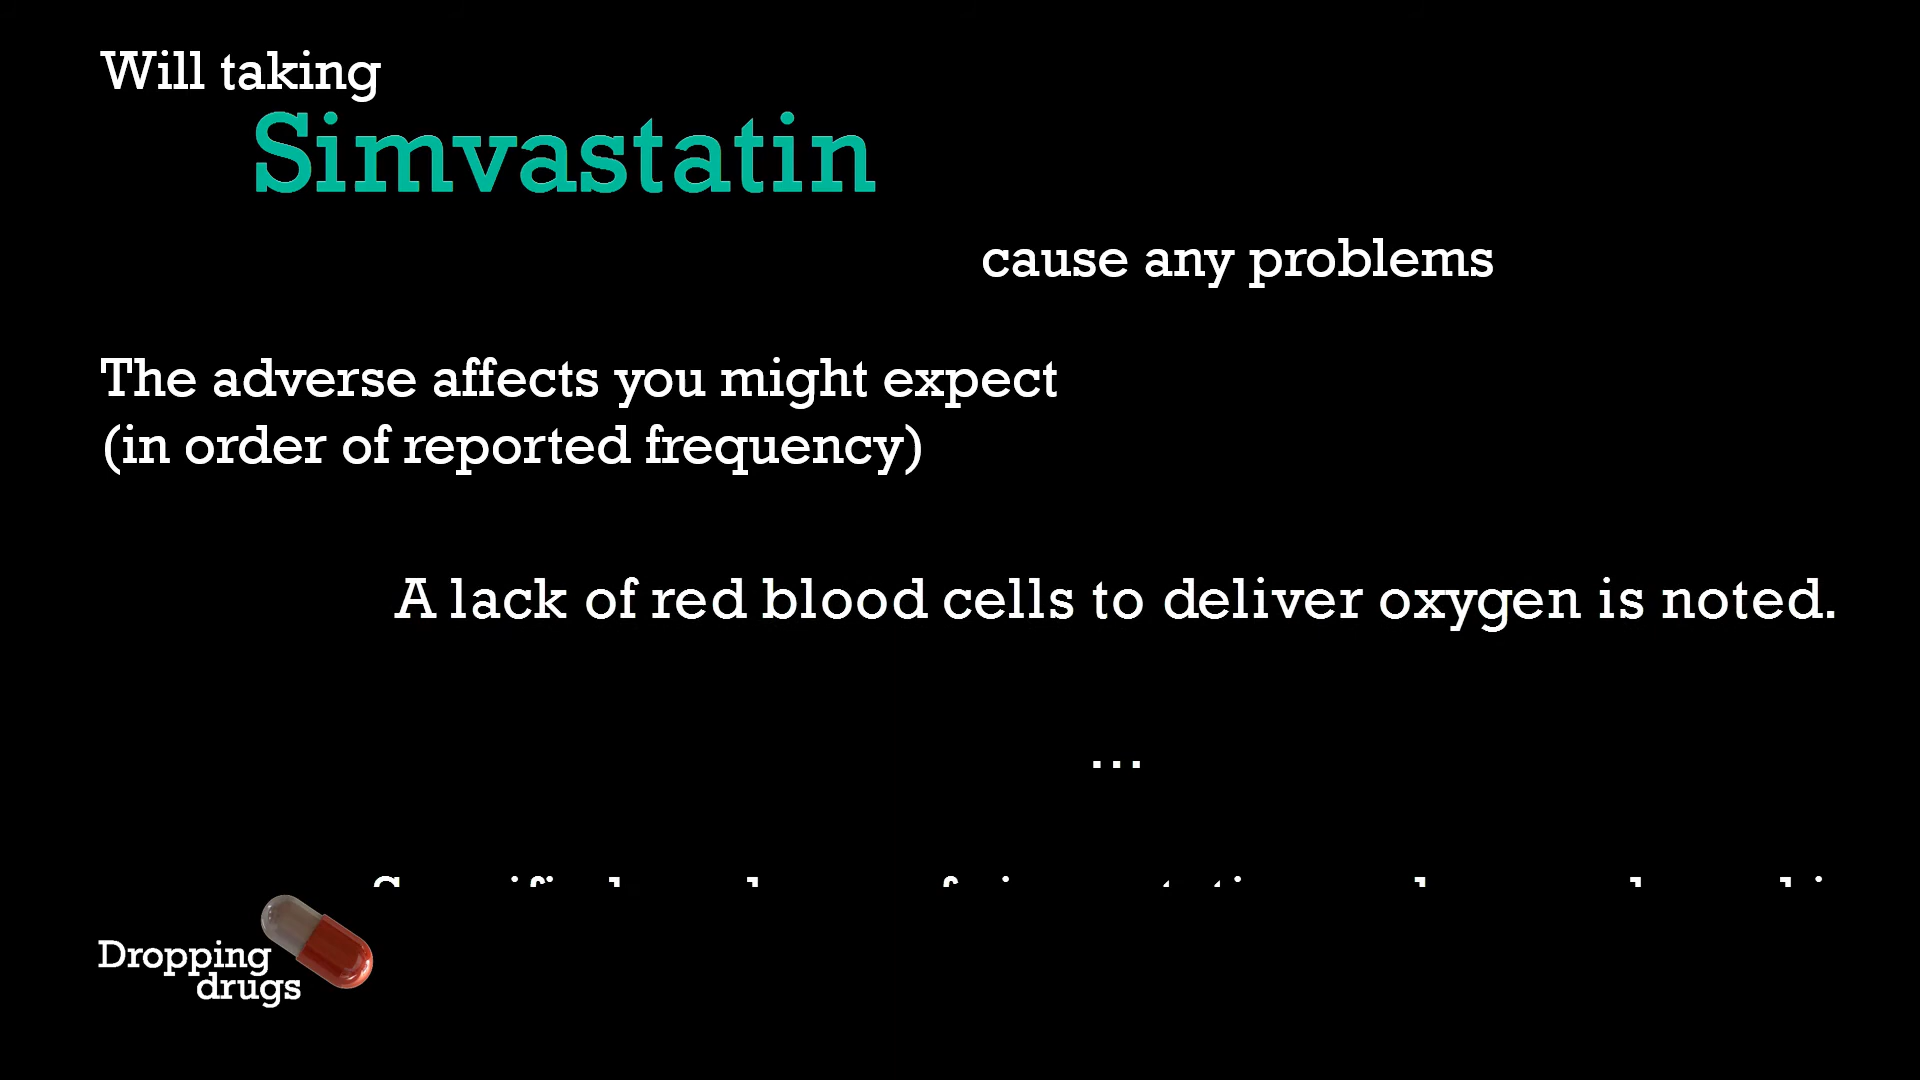 Will taking
Simvastatin
cause any problems
The adverse affects you might expect
(in order of reported frequency)
A lack of red blood cells to deliver oxygen is noted.
...
Dropping
drugs